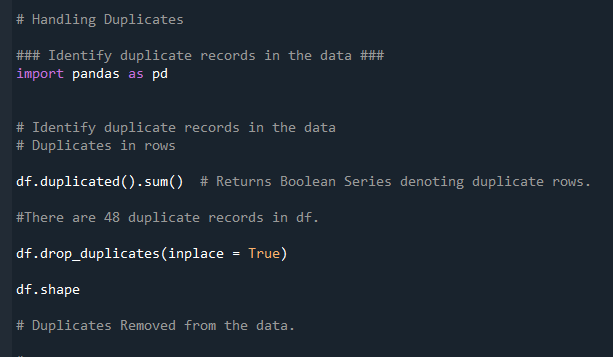 # Handling Duplicates
### Identify duplicate records in the data ###
import pandas as pd
# Identify duplicate records in the data
# Duplicates in rows
df.duplicated().sum()  # Returns Boolean Series denoting duplicate rows.
#There are 48 duplicate records in df.
df.drop_duplicates(inplace = True)
df.shape
# Duplicates Removed from the data.